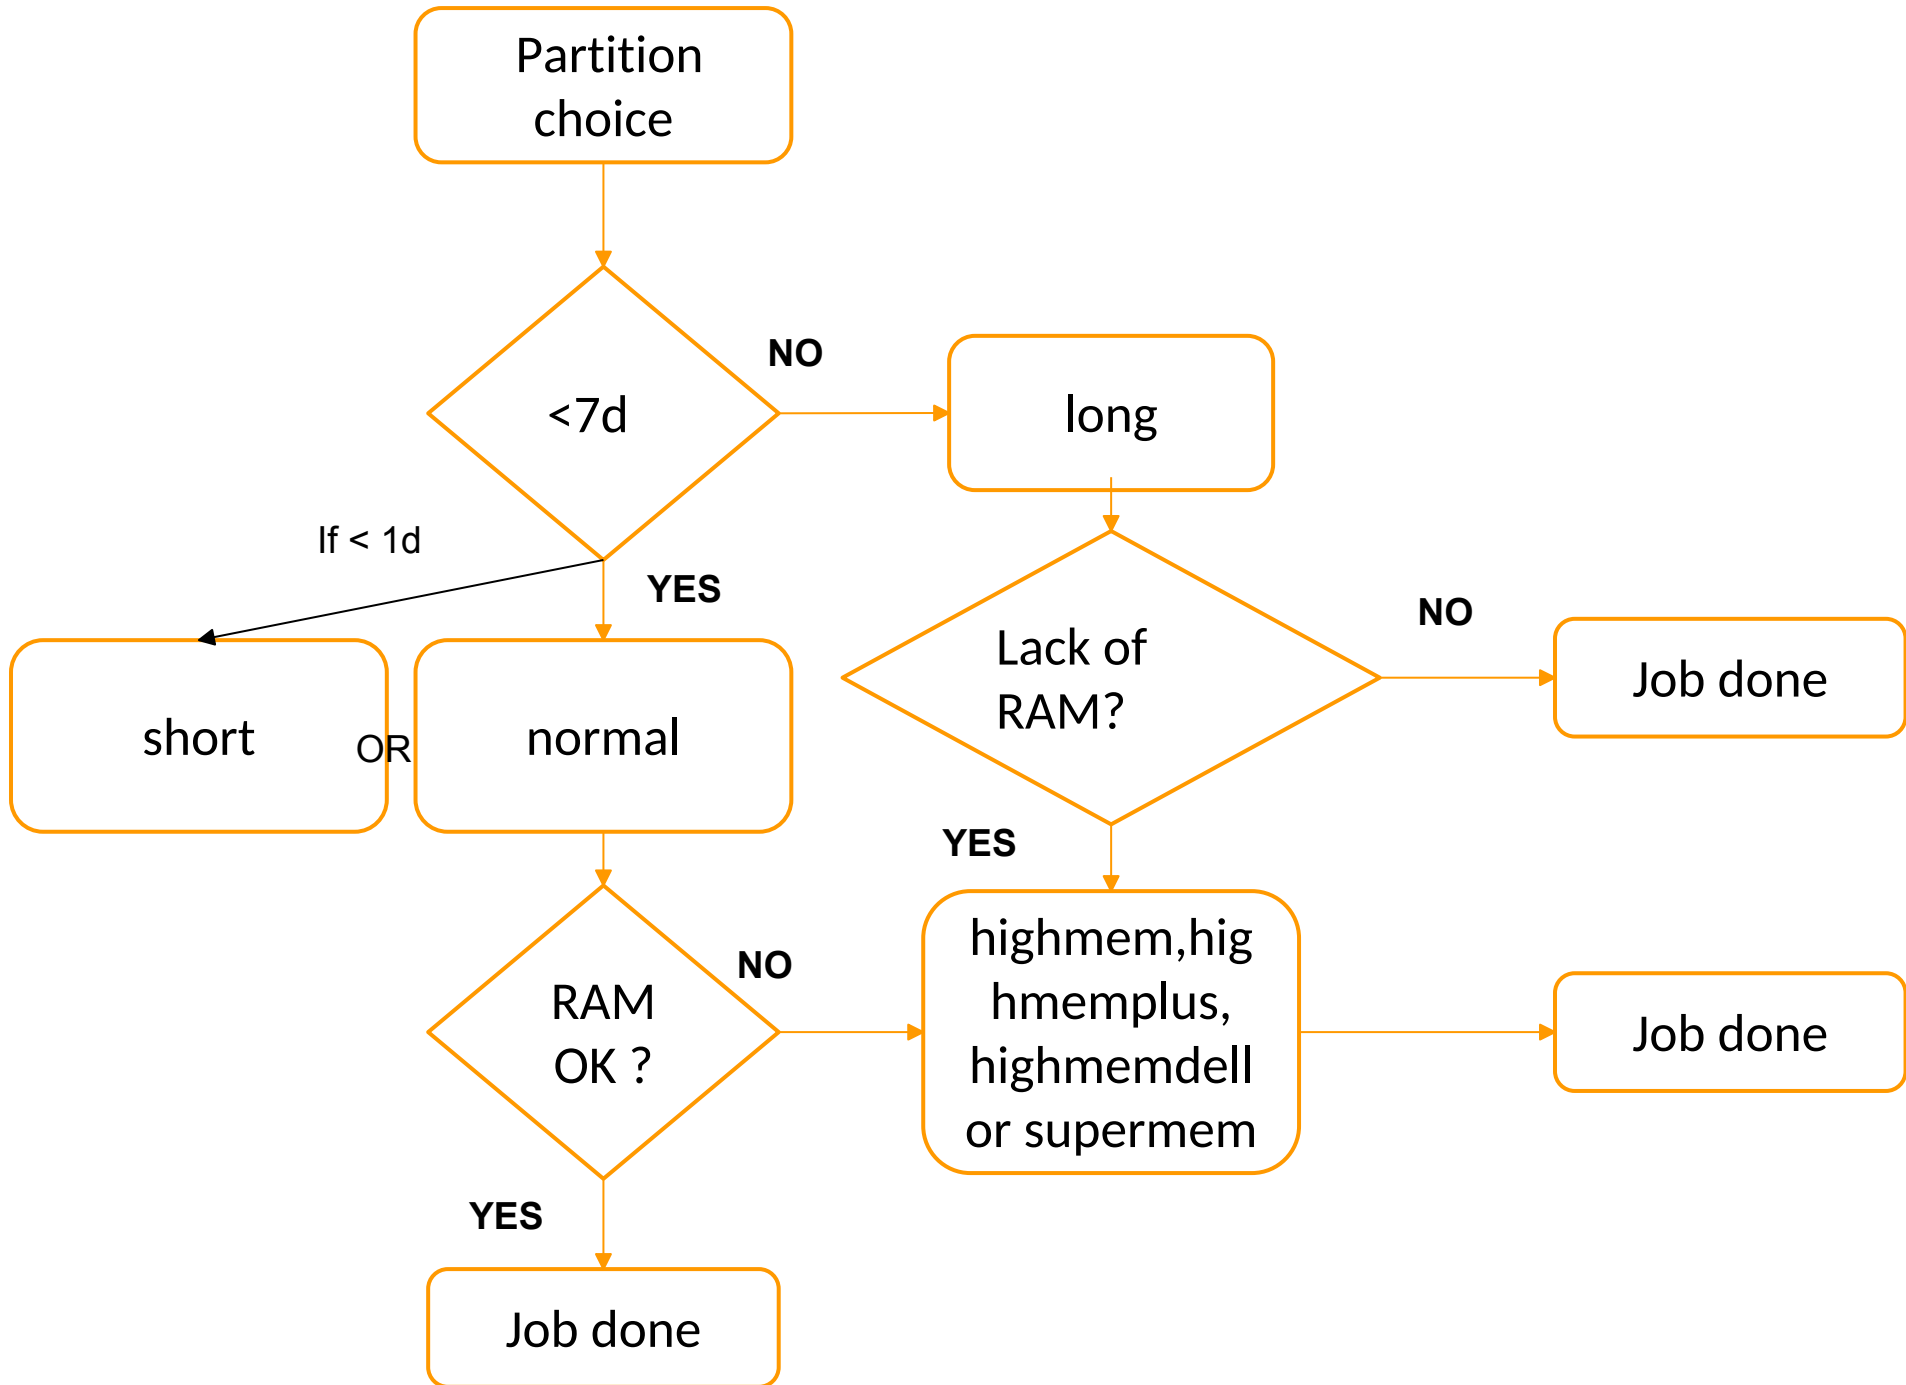 Partition
choice
NO
<7d
long
If < 1d
YES
NO
Lack of
RAM?
Job done
short
OR
normal
YES
highmem,hig
hmemplus,
highmemdell
or supermem
NO
RAM
OK ?
Job done
YES
Job done